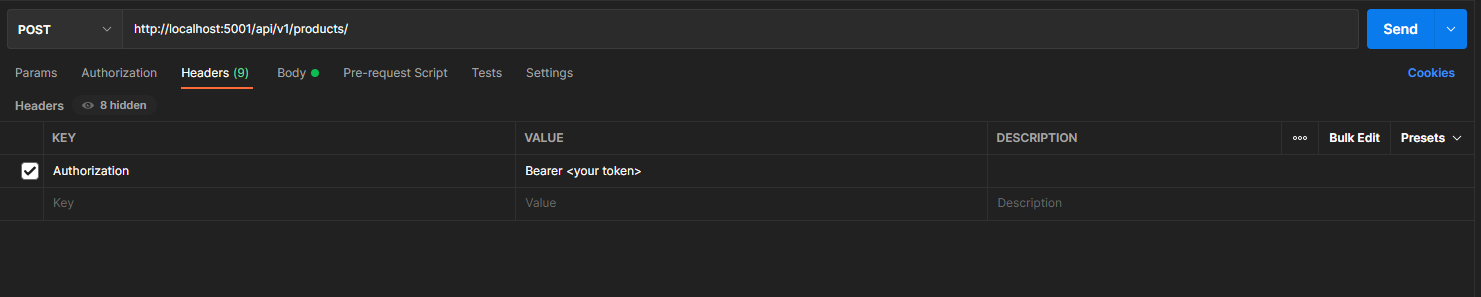 POST http://localhost:5001/api/v1/products/ Send
Params Authorization Headers (9) Body Pre-request Script Tests Settings Cookies
Headers 8 hidden
KEY VALUE DESCRIPTION ooo Bulk Edit Presets
Authorization Bearer <your token>
Key Value Description